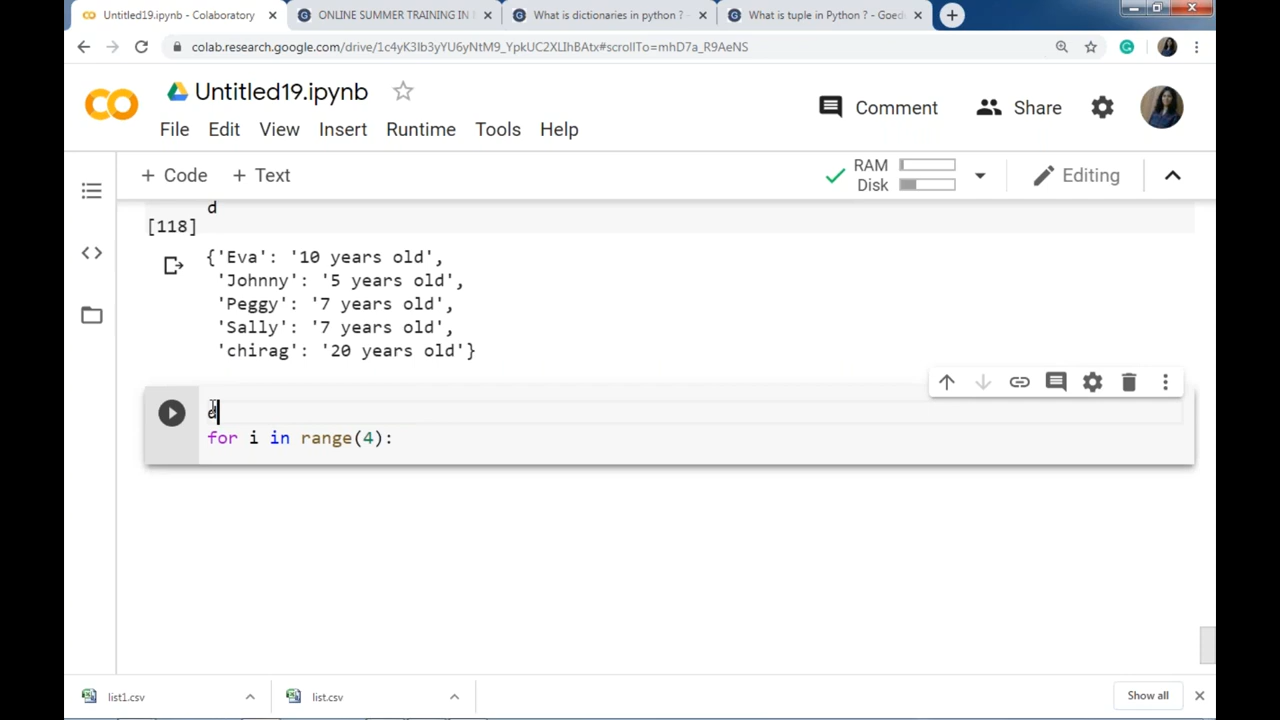 Untitled19.ipynb - Colaboratory
ONLINE SUMMER TRAINING IN
What is dictionaries in python ? -
What is tuple in Python ? - Goed
colab.research.google.com/drive/1c4yK3Ib3yYU6yNtM9_YpkUC2XLIhBAtx#scrollTo=mhD7a_R9AeNS
Untitled19.ipynb
Comment
Share
File Edit View Insert Runtime Tools Help
+ Code + Text
RAM
Disk
Editing
d
[118]
{'Eva': '10 years old',
'Johnny': '5 years old',
'Peggy': '7 years old',
'Sally': '7 years old',
'chirag': '20 years old'}
d
for i in range(4):
list1.csv
list.csv
Show all